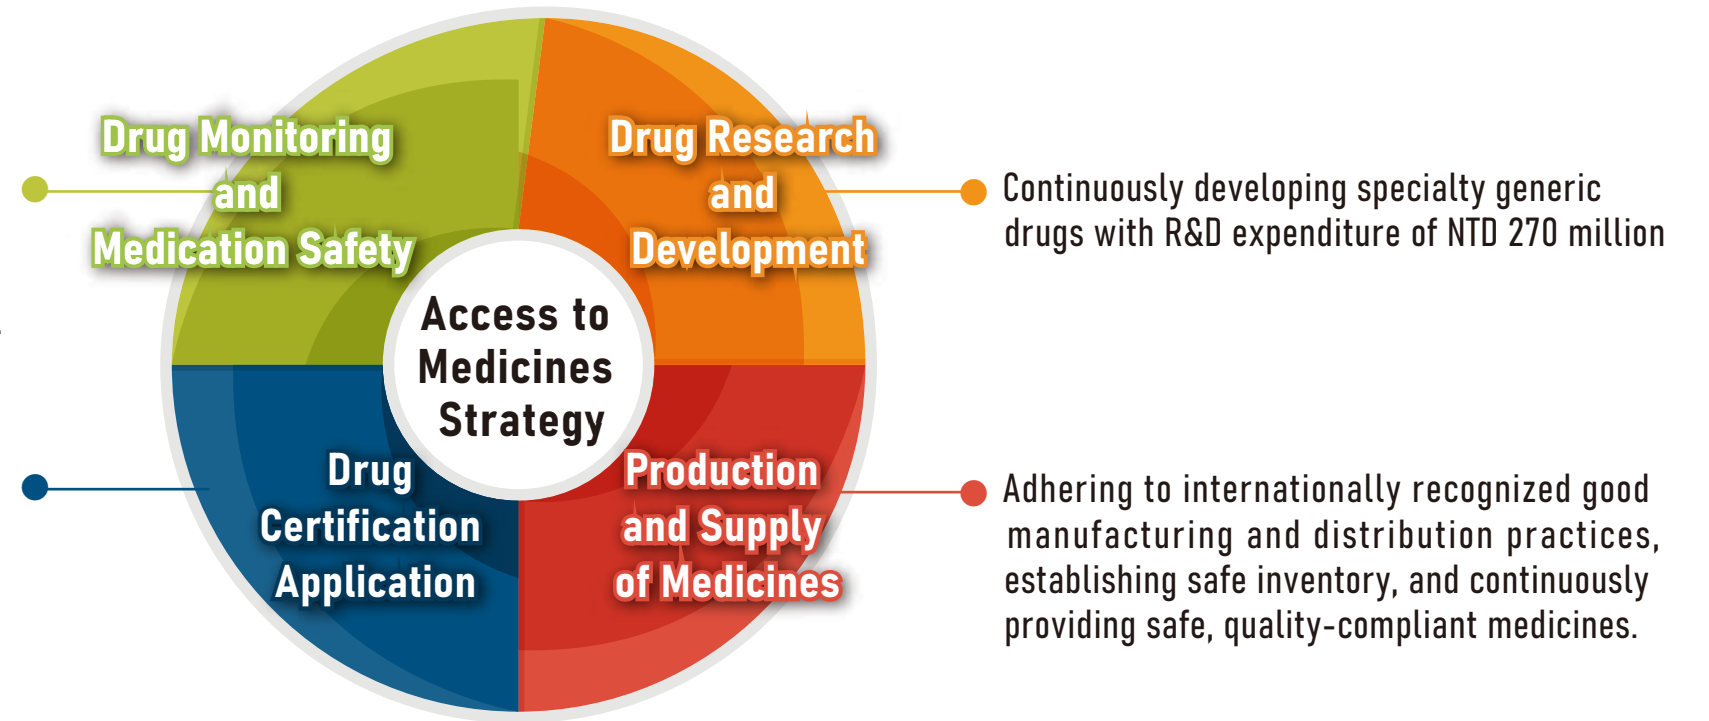 Drug Monitoring
and
Medication Safety
Drug Research
and
Development
Continuously developing specialty generic
drugs with R&D expenditure of NTD 270 million
Access to
Medicines
Strategy
Drug
Certification
Application
Production
and Supply
of Medicines
Adhering to internationally recognized good
manufacturing and distribution practices,
establishing safe inventory, and continuously
providing safe, quality-compliant medicines.